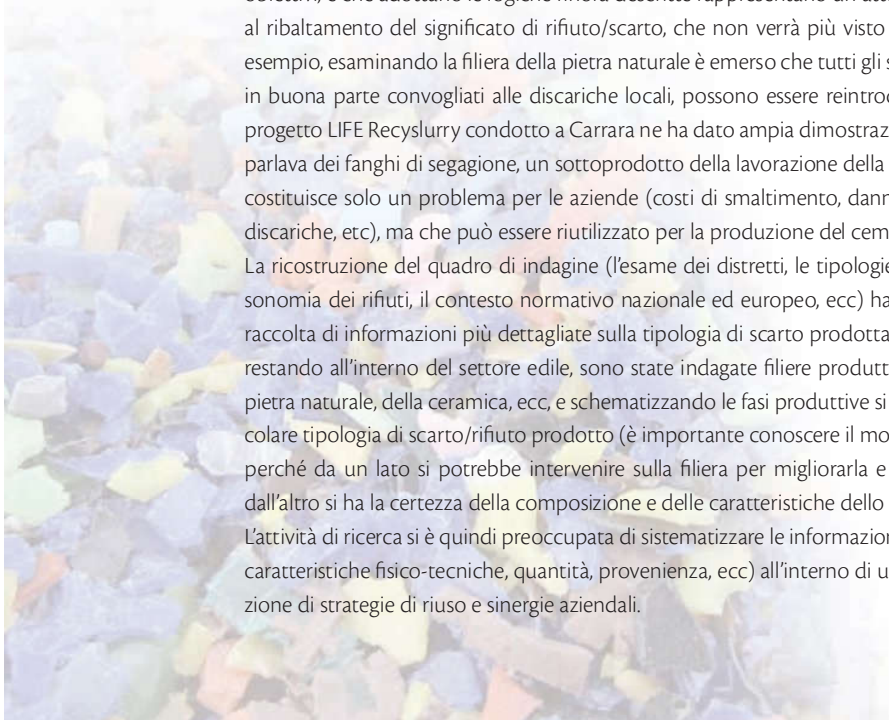 al ribaltamento del significato di rifiuto/scarto, che non verrà più visto
esempio, esaminando la filiera della pietra naturale è emerso che tutti gli
in buona parte convogliati alle discariche locali, possono essere
progetto LIFE Recyslurry condotto a Carrara ne ha dato ampia
parlava dei fanghi di segagione, un sottoprodotto della lavorazione della
costituisce solo un problema per le aziende (costi di smaltimento,
discariche, etc), ma che può essere riutilizzato per la produzione del
La ricostruzione del quadro di indagine (l'esame dei distretti, le tipologie
sonomia dei rifiuti, il contesto normativo nazionale ed europeo, ecc) ha
raccolta di informazioni più dettagliate sulla tipologia di scarto prodotta
restando all'interno del settore edile, sono state indagate filiere
pietra naturale, della ceramica, ecc, e schematizzando le fasi produttive si
colare tipologia di scarto/rifiuto prodotto (è importante conoscere il
perché da un lato si potrebbe intervenire sulla filiera per migliorarla e
dall'altro si ha la certezza della composizione e delle caratteristiche dello
L'attività di ricerca si è quindi preoccupata di sistematizzare le
caratteristiche fisico-tecniche, quantità, provenienza, ecc) all'interno di
zione di strategie di riuso e sinergie aziendali.